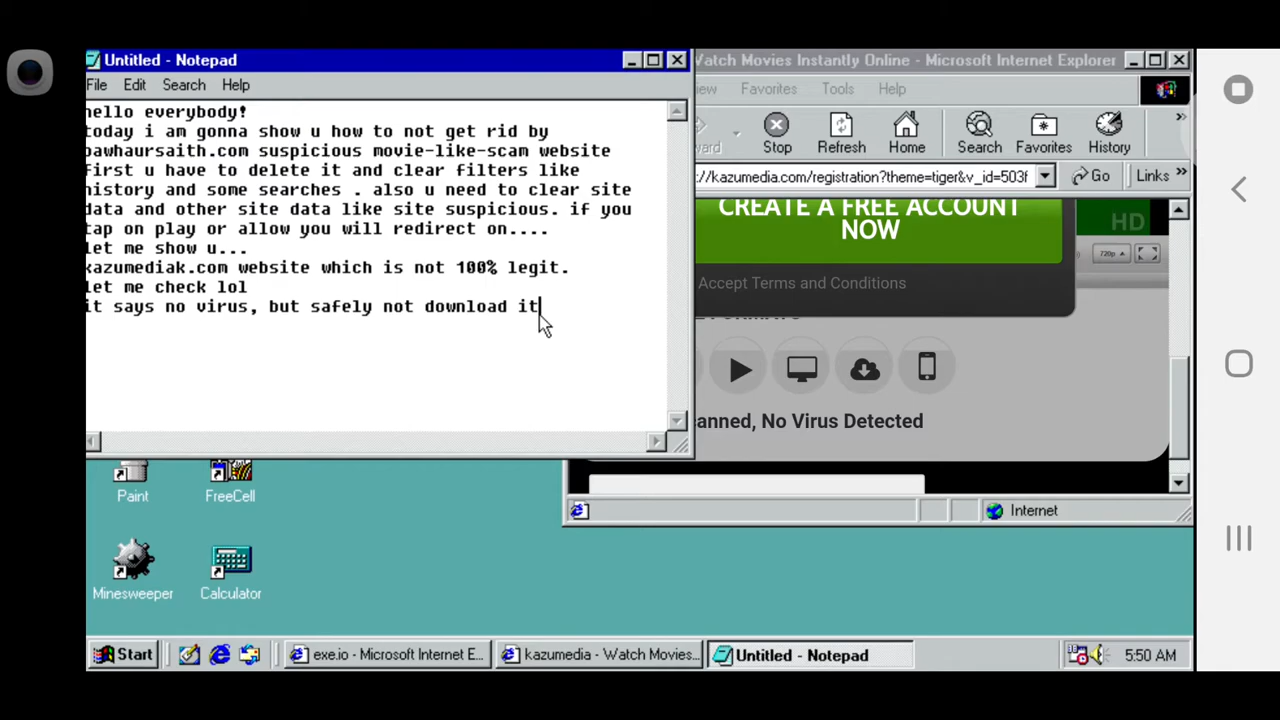 Untitled - Notepad
File Edit Search Help
hello everybody!
today i am gonna show u how to not get rid by
pawhaursaith.com suspicious movie-like-scam website
first u have to delete it and clear filters like
history and some searches . also u need to clear site
data and other site data like site suspicious. if you
tap on play or allow you will redirect on....
let me show u...
kazumediak.com website which is not 100% legit.
let me check lol
it says no virus, but safely not download it
Watch Movies Instantly Online - Microsoft Internet Explorer
iew Favorites Tools Help
ward Stop Refresh Home Search Favorites History
»
://kazumedia.com/registration?theme=tiger&v_id=503f Go Links »
CREATE A FREE ACCOUNT
NOW
HD
720p
Accept Terms and Conditions
anned, No Virus Detected
Internet
Paint FreeCell
Minesweeper Calculator
Start exe.io - Microsoft Internet E... kazumedia - Watch Movies... Untitled - Notepad 5:50 AM